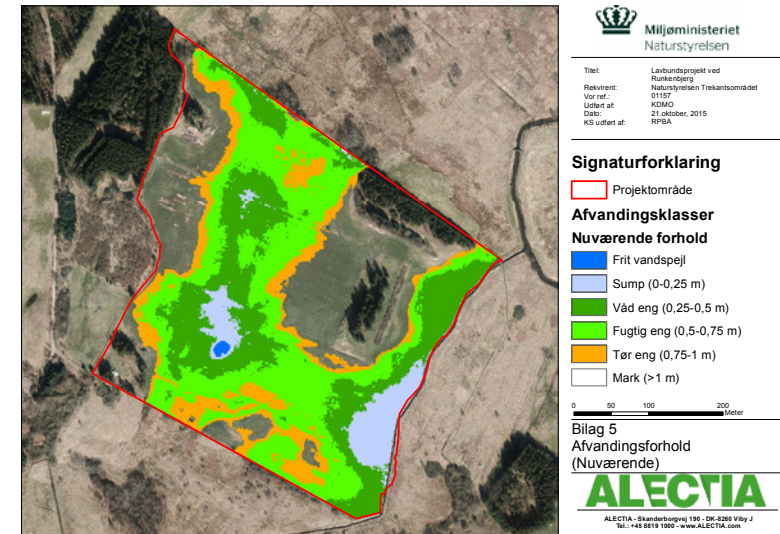 Miljøministeriet
Naturstyrelsen
Titel: Lavbundsprojekt ved
Runkenbjerg
Rekvirent: Naturstyrelsen Trekantsområdet
Vor ref.: 01157
Udført af: KDMO
Dato: 21.oktober, 2015
KS udført af: RPBA
Signaturforklaring
Projektområde
Afvandingsklasser
Nuværende forhold
Frit vandspejl
Sump (0-0,25 m)
Våd eng (0,25-0,5 m)
Fugtig eng (0,5-0,75 m)
Tør eng (0,75-1 m)
Mark (>1 m)
0 50 100 200
Meter
Bilag 5
Afvandingsforhold
(Nuværende)
ALECTIA
ALECTIA - Skanderborgvej 190 - DK-8260 Viby J
Tel.: +45 8819 1000 - www.ALECTIA.com